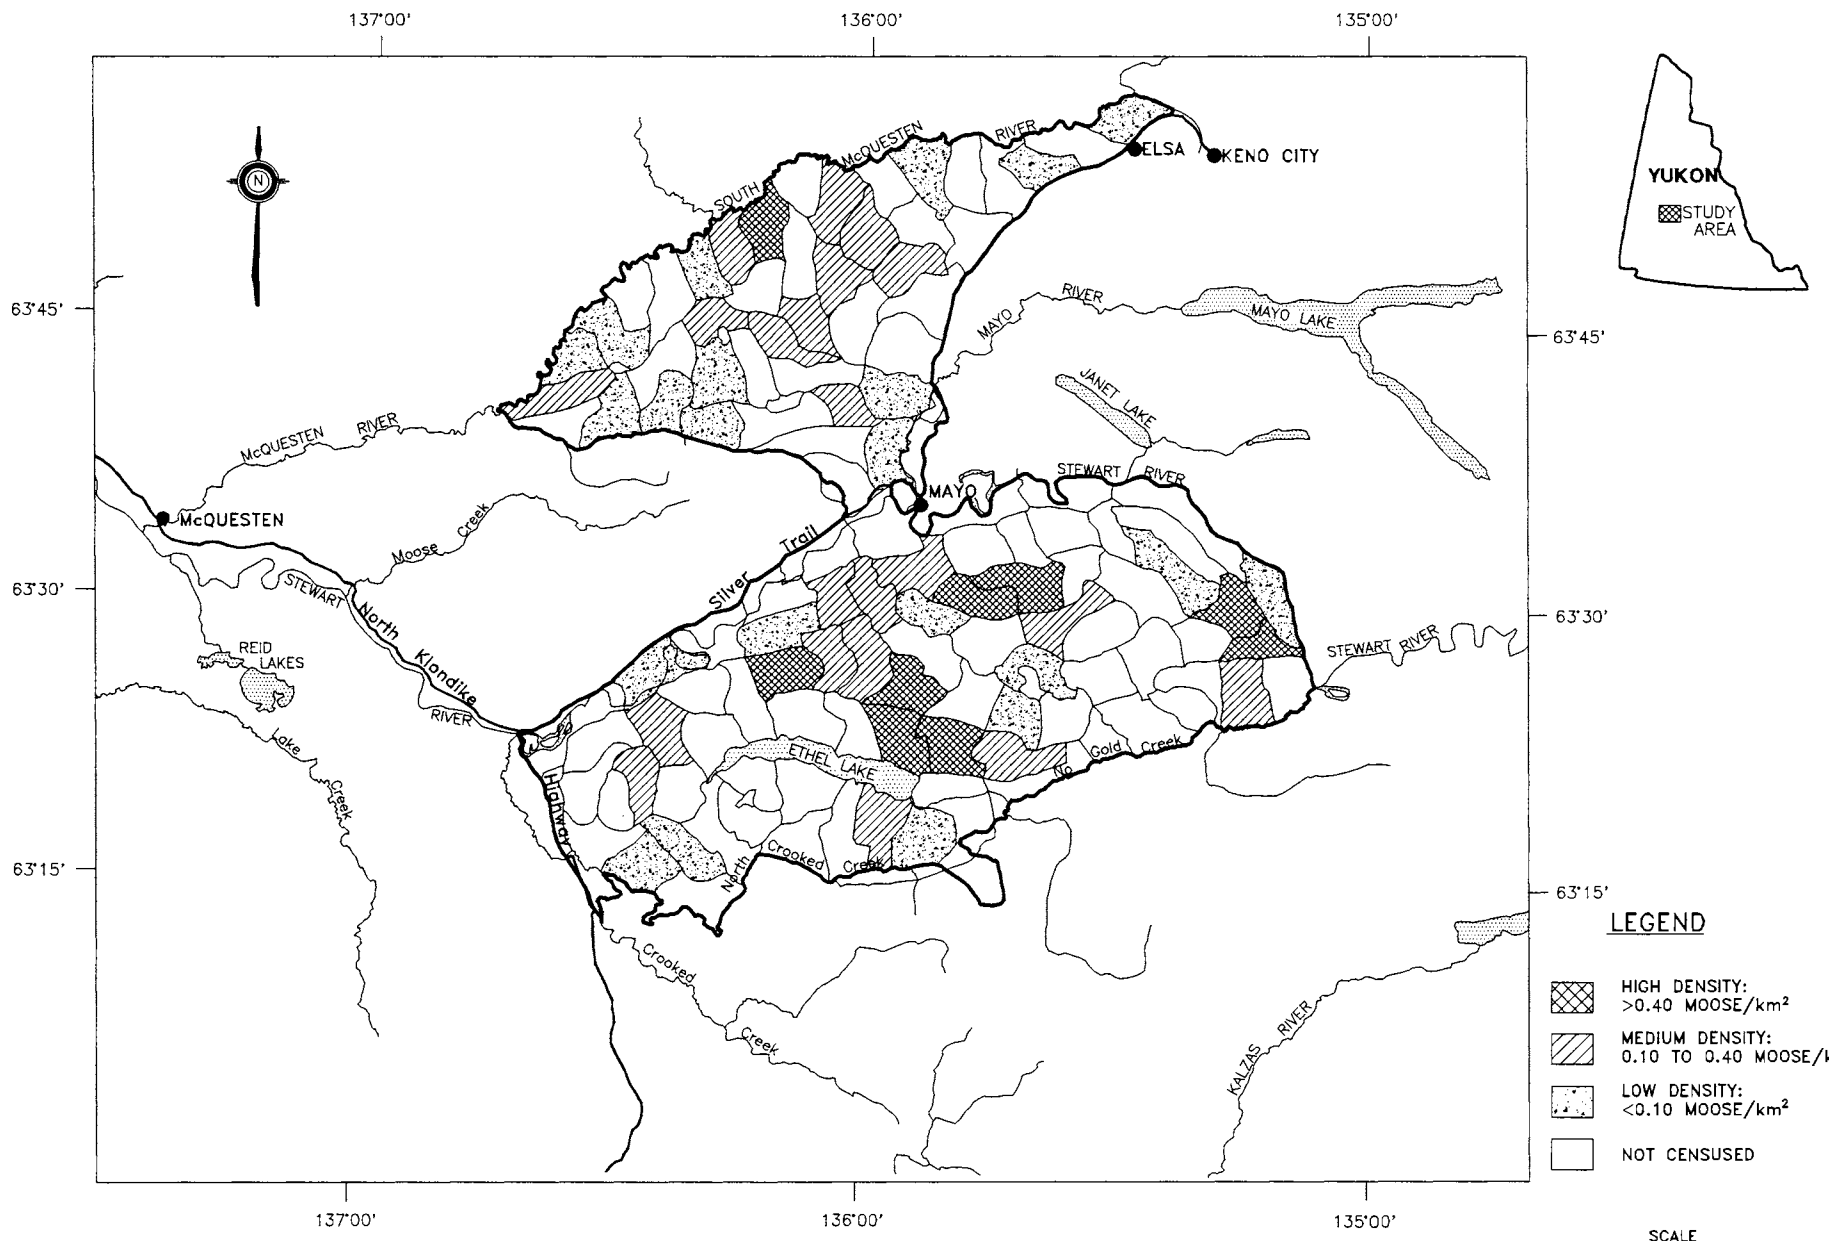 137°00'
136°00'
135°00'
YUKON
STUDY
AREA
N
SOUTH
McQUESTEN
RIVER
ELSA
KENO CITY
63°45'
63°45'
MAYO
RIVER
MAYO LAKE
JANET LAKE
McQUESTEN
RIVER
STEWART
RIVER
MAYO
McQUESTEN
Moose
Creek
Silver
Trail
63°30'
63°30'
STEWART
North
Klondike
Highway
RIVER
REID
LAKES
STEWART RIVER
Lake
Creek
ETHEL LAKE
No
Gold
Creek
63°15'
63°15'
North
Crooked
Creek
Crooked
Creek
KALZAS
RIVER
LEGEND
HIGH DENSITY:
>0.40 MOOSE/km²
MEDIUM DENSITY:
0.10 TO 0.40 MOOSE/
LOW DENSITY:
<0.10 MOOSE/km²
NOT CENSUSED
137°00'
136°00'
135°00'
SCALE